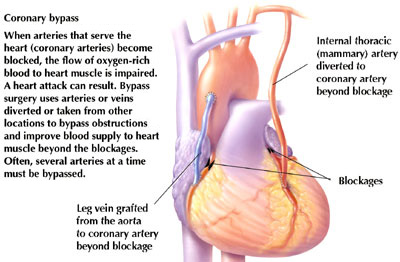 Coronary bypass
When arteries that serve the
heart (coronary arteries) become
blocked, the flow of oxygen-rich
blood to heart muscle is impaired.
A heart attack can result. Bypass
surgery uses arteries or veins
diverted or taken from other
locations to bypass obstructions
and improve blood supply to heart
muscle beyond the blockages.
Often, several arteries at a time
must be bypassed.
Internal thoracic
(mammary) artery
diverted to
coronary artery
beyond blockage
Blockages
Leg vein grafted
from the aorta
to coronary artery
beyond blockage